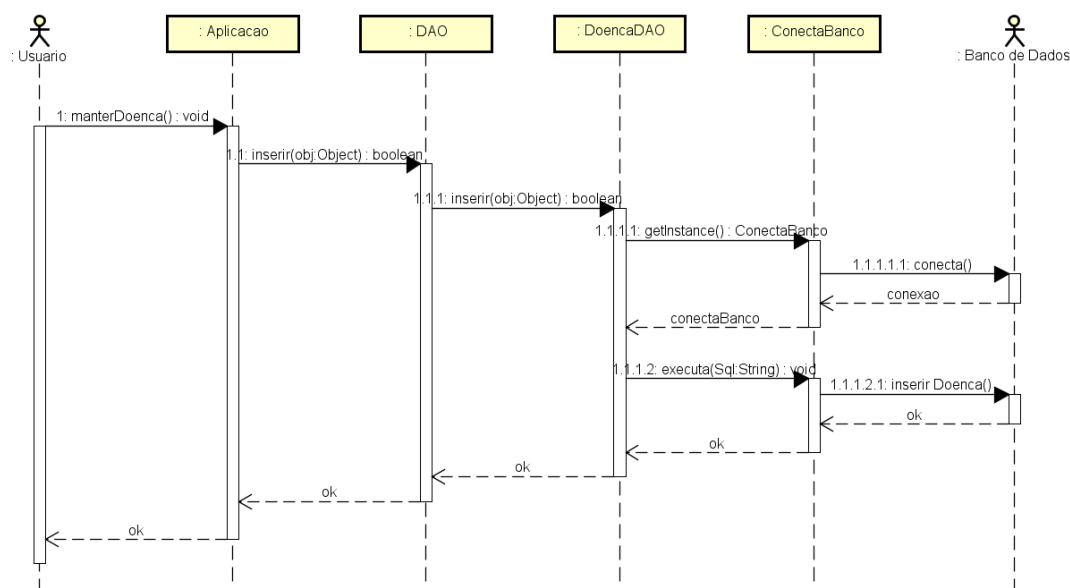 : Usuario
: Aplicacao
: DAO
: DoencaDAO
: ConectaBanco
: Banco de Dados
1: manterDoenca() : void
1.1: inserir(obj:Object) : boolean
1.1.1: inserir(obj:Object) : boolean
1.1.1.1: getInstance() : ConectaBanco
1.1.1.1.1: conecta()
conexao
conectaBanco
1.1.1.2: executa(Sql:String) : void
1.1.1.2.1: inserir Doenca()
ok
ok
ok
ok
ok